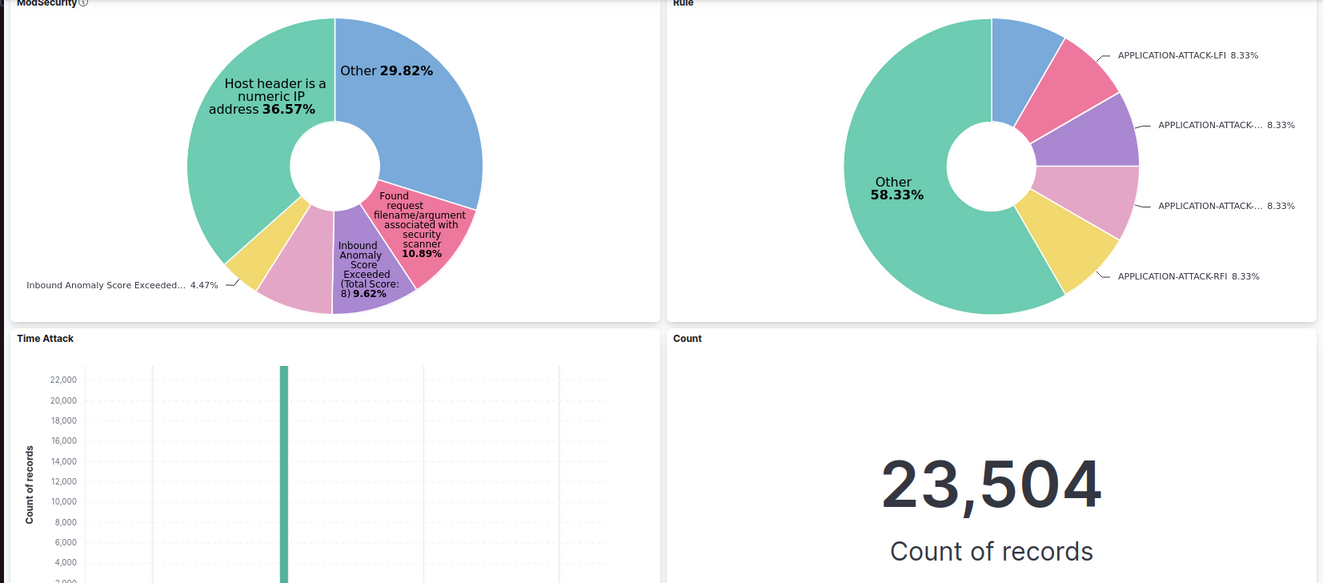 ModSecurity
Other 29.82%
Host header is a
numeric IP
address 36.57%
Found
request
filename/argument
associated with
security
scanner
10.89%
Inbound
Anomaly
Score
Exceeded
(Total Score:
8) 9.62%
Inbound Anomaly Score Exceeded... 4.47%
Rule
APPLICATION-ATTACK-LFI 8.33%
APPLICATION-ATTACK-... 8.33%
APPLICATION-ATTACK-... 8.33%
APPLICATION-ATTACK-RFI 8.33%
Other
58.33%
Time Attack
22,000
20,000
18,000
16,000
14,000
12,000
10,000
8,000
6,000
4,000
2,000
Count of records
Count
23,504
Count of records